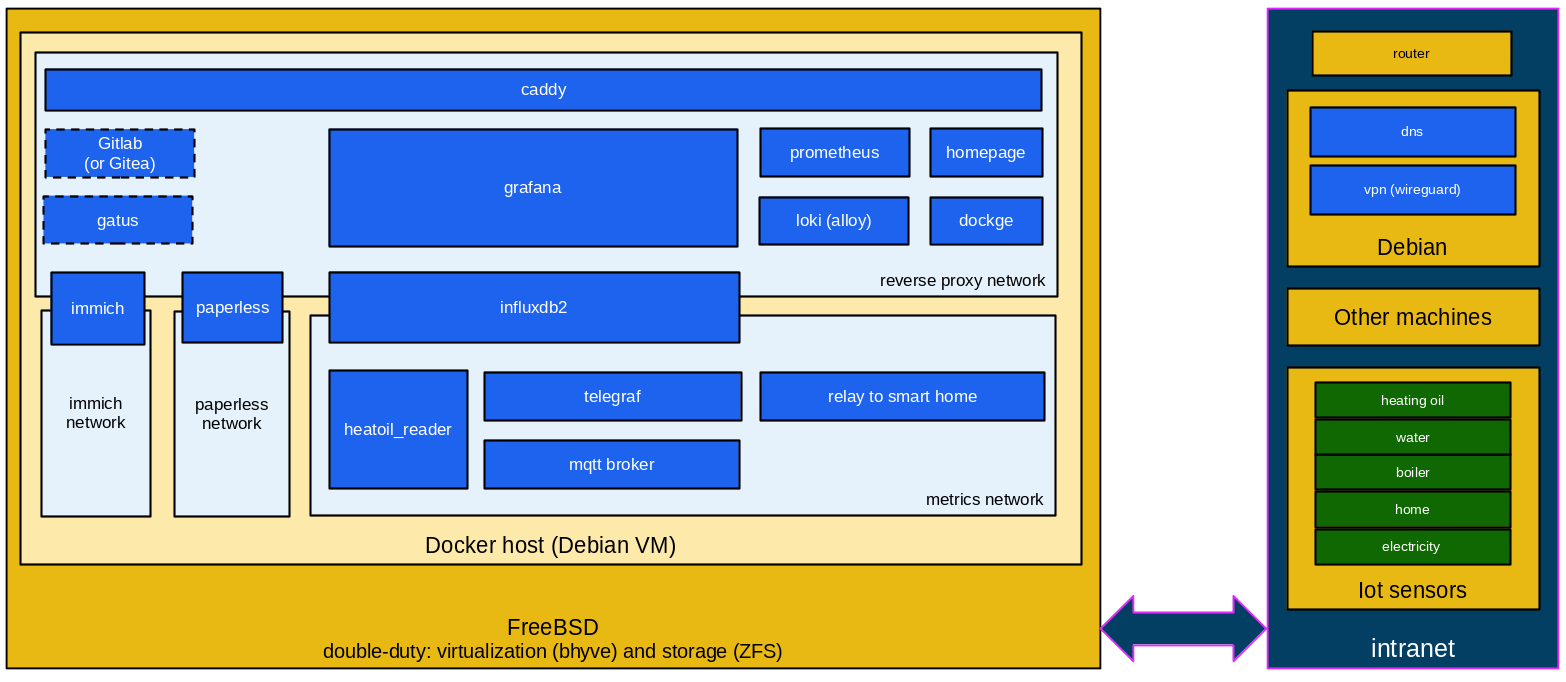 caddy
Gitlab
(or Gitea)
gatus
grafana
prometheus
homepage
loki (alloy)
dockge
reverse proxy network
immich
paperless
influxdb2
immich
network
paperless
network
heatoil_reader
telegraf
relay to smart home
mqtt broker
metrics network
Docker host (Debian VM)
FreeBSD
double-duty: virtualization (bhyve) and storage (ZFS)
router
dns
vpn (wireguard)
Debian
Other machines
heating oil
water
boiler
home
electricity
Iot sensors
intranet